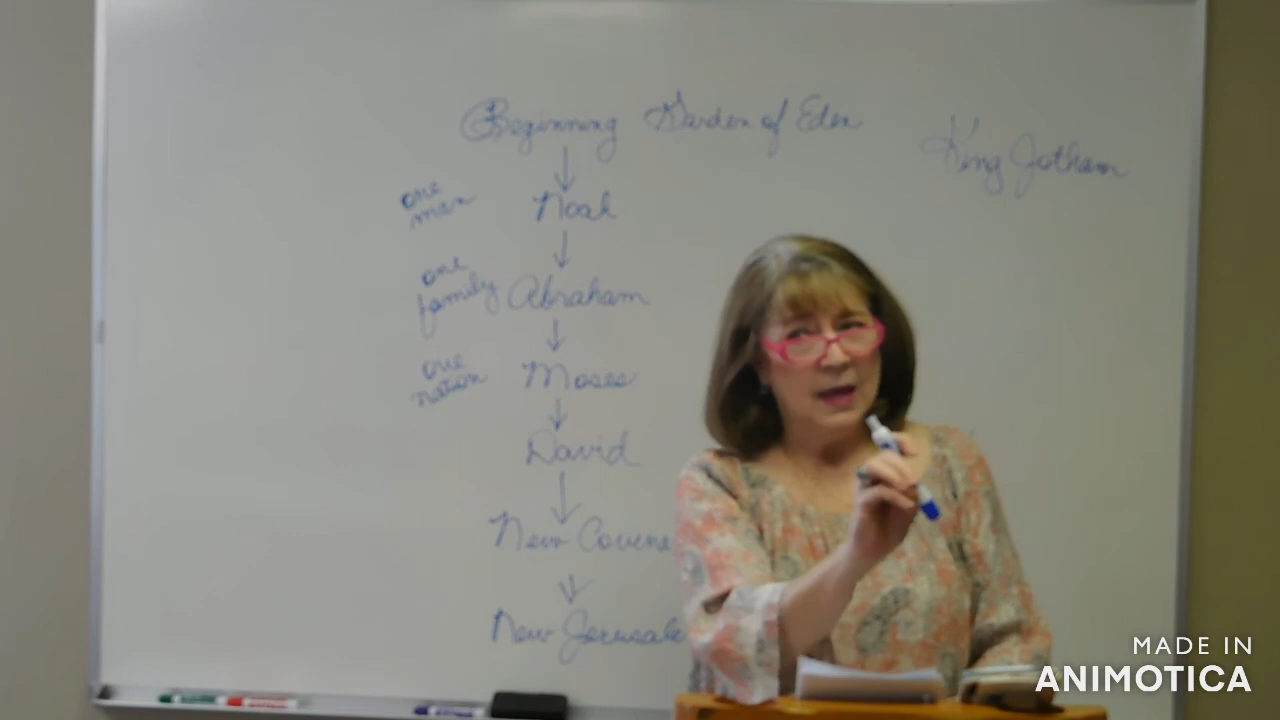 Beginning Garden of Eden
King Jotham
one
man
Noah
one
family
Abraham
one
nation
Moses
David
New Covena
New Jerusale
MADE IN
ANIMOTICA